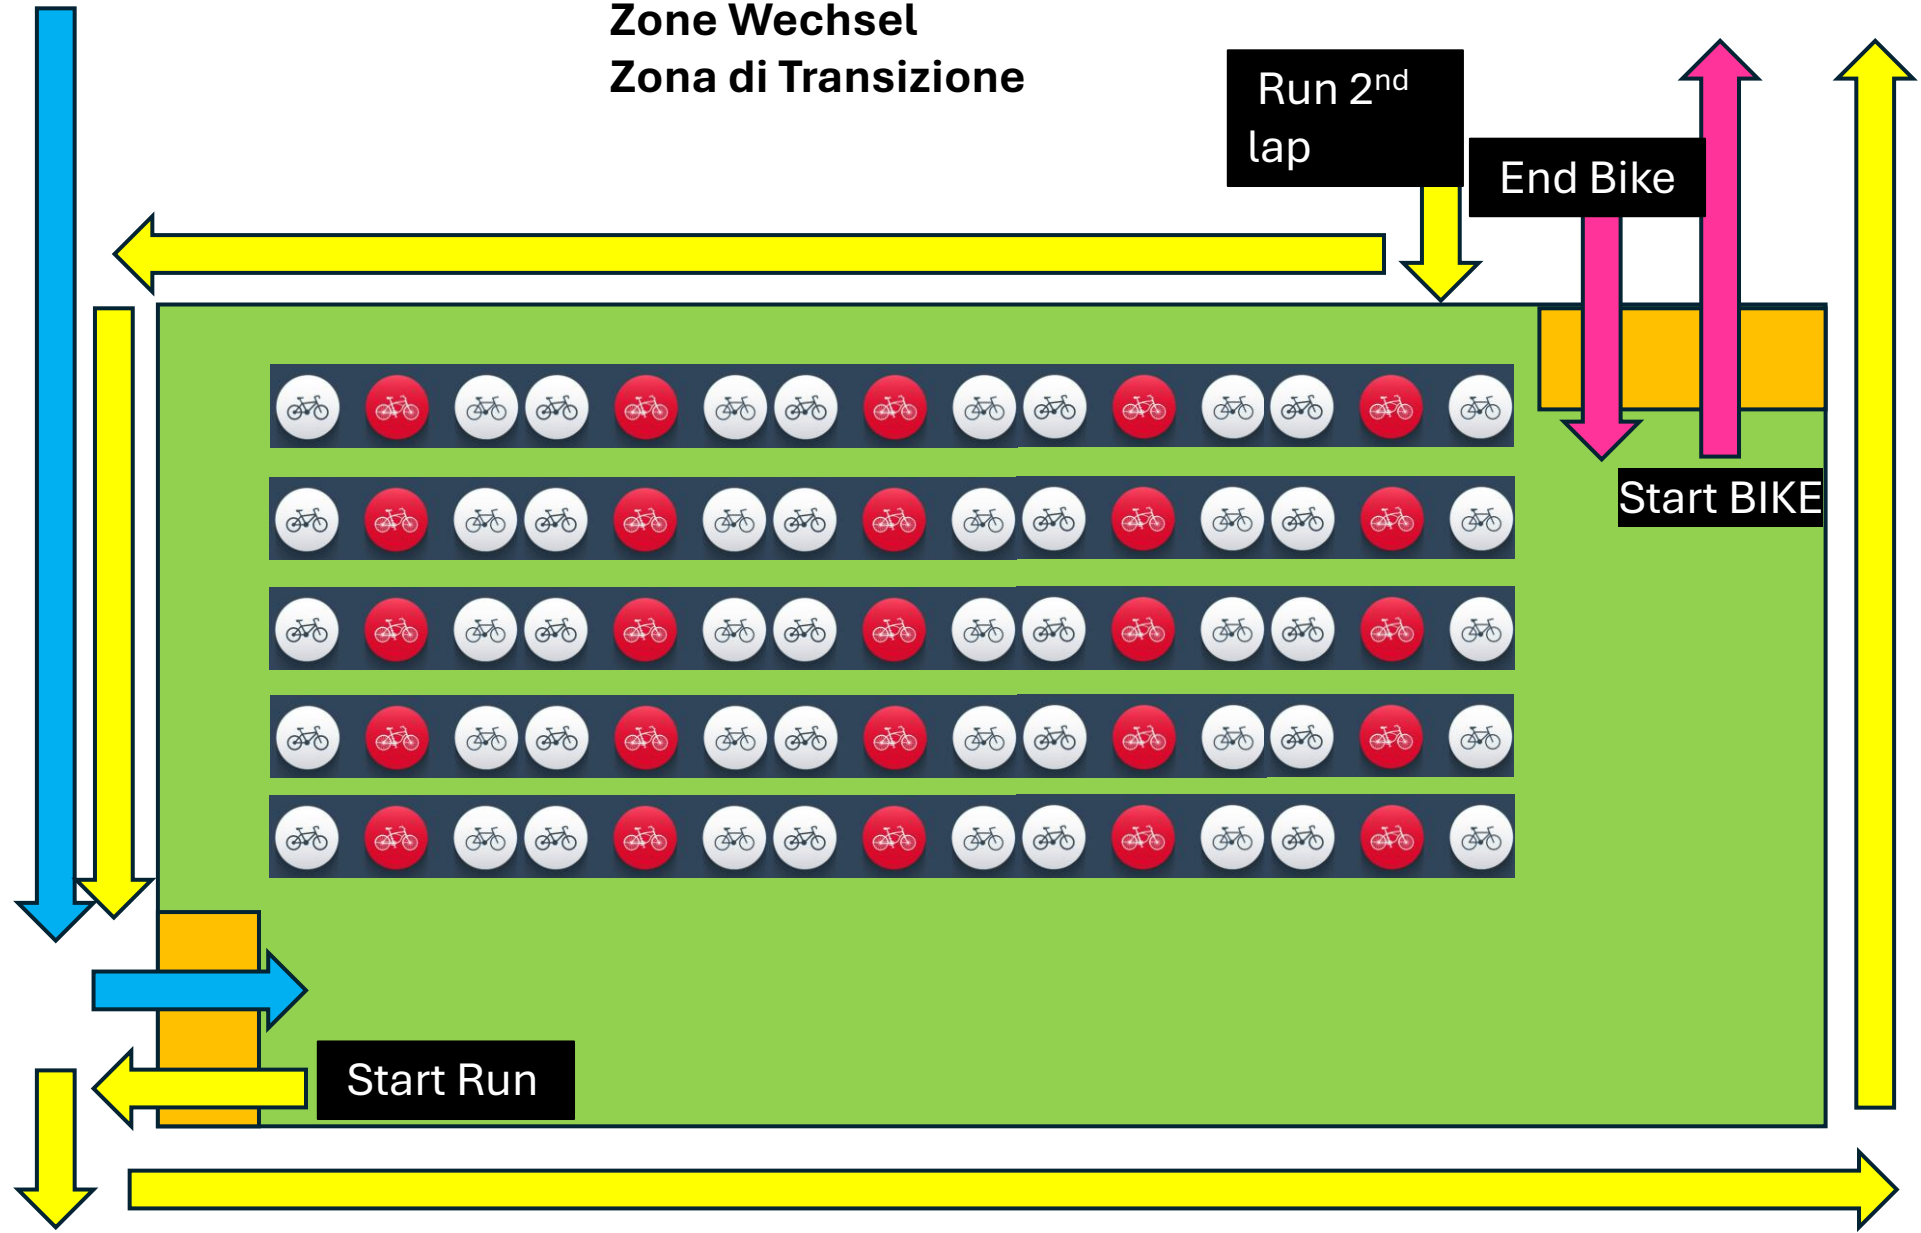 Zone Wechsel
Zona di Transizione
Run 2nd
lap
End Bike
Start BIKE
Start Run